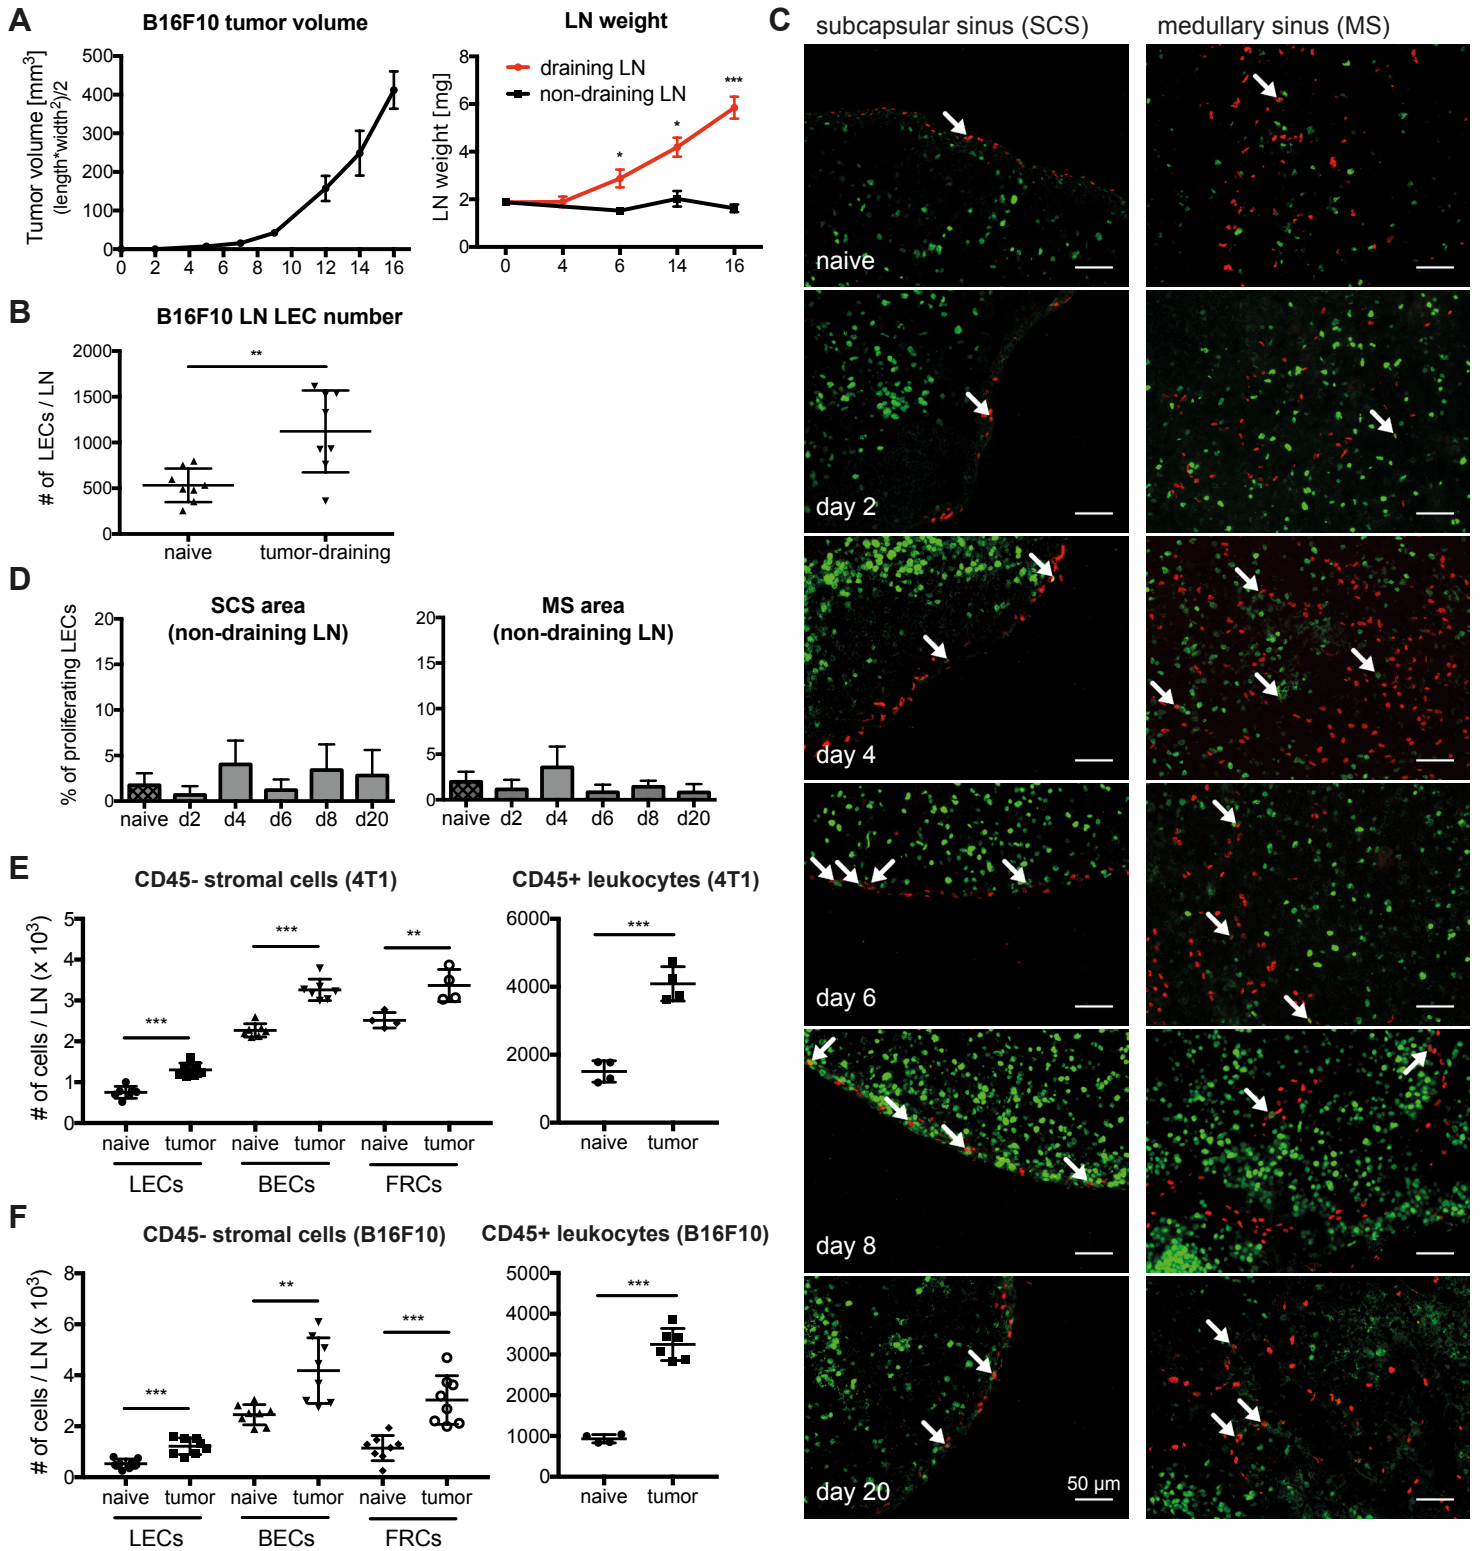 A
B16F10 tumor volume
Tumor volume [mm³]
(length*width²)/2
500
400
300
200
100
0
0 2 4 6 8 10 12 14 16
LN weight
LN weight [mg]
draining LN
non-draining LN
8
6
4
2
0
* * ***
0 4 6 14 16
B
B16F10 LN LEC number
# of LECs / LN
2000
1500
1000
500
0
**
naive tumor-draining
C
subcapsular sinus (SCS) medullary sinus (MS)
naive
day 2
day 4
day 6
day 8
day 20
50 µm
D
SCS area
(non-draining LN)
% of proliferating LECs
20
15
10
5
0
naive d2 d4 d6 d8 d20
MS area
(non-draining LN)
20
15
10
5
0
naive d2 d4 d6 d8 d20
E
CD45- stromal cells (4T1)
# of cells / LN (x 10³)
5
4
3
2
1
0
*** *** **
naive tumor naive tumor naive tumor
LECs BECs FRCs
CD45+ leukocytes (4T1)
6000
4000
2000
0
***
naive tumor
F
CD45- stromal cells (B16F10)
# of cells / LN (x 10³)
8
6
4
2
0
*** ** ***
naive tumor naive tumor naive tumor
LECs BECs FRCs
CD45+ leukocytes (B16F10)
5000
4000
3000
2000
1000
0
***
naive tumor